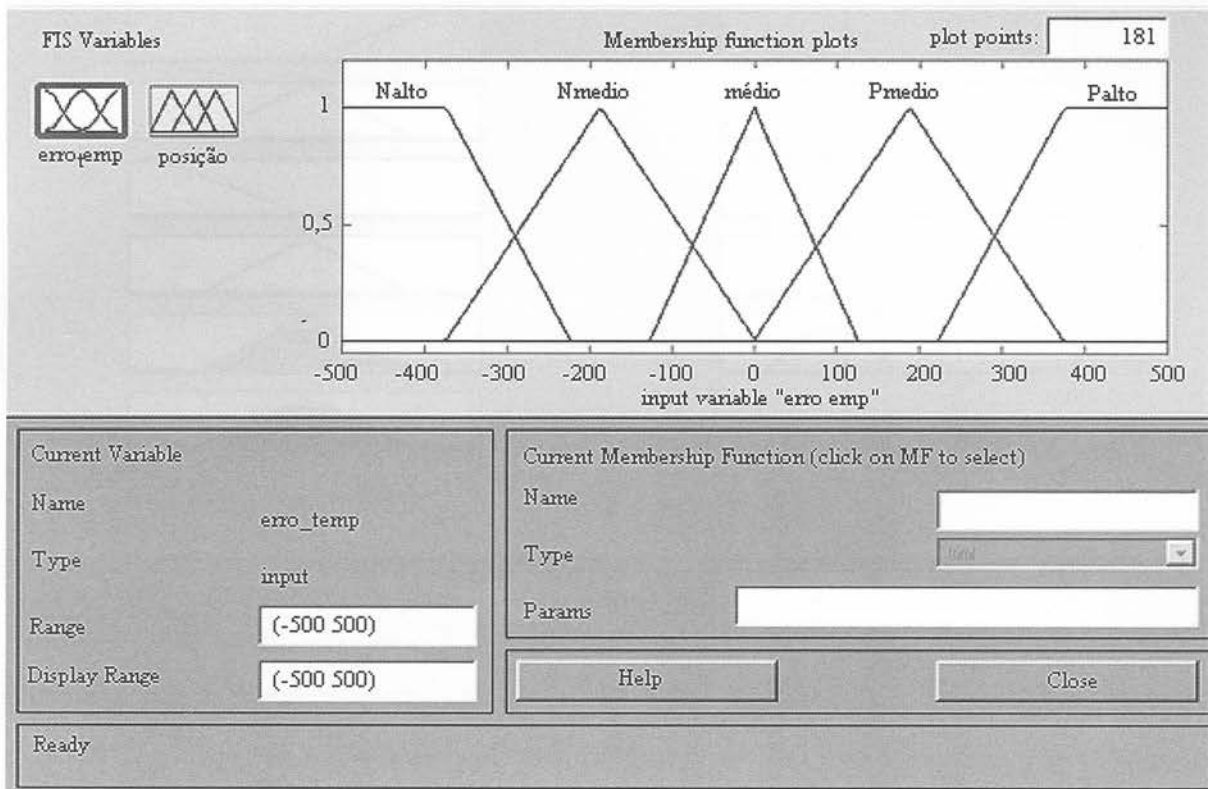 FIS Variables
Membership function plots
plot points: 181
erro_temp
posição
Nalto Nmedio médio Pmedio Palto
1
0,5
0
-500 -400 -300 -200 -100 0 100 200 300 400 500
input variable "erro emp"
Current Variable
Name erro_temp
Type input
Range (-500 500)
Display Range (-500 500)
Current Membership Function (click on MF to select)
Name
Type
Params
Help
Close
Ready